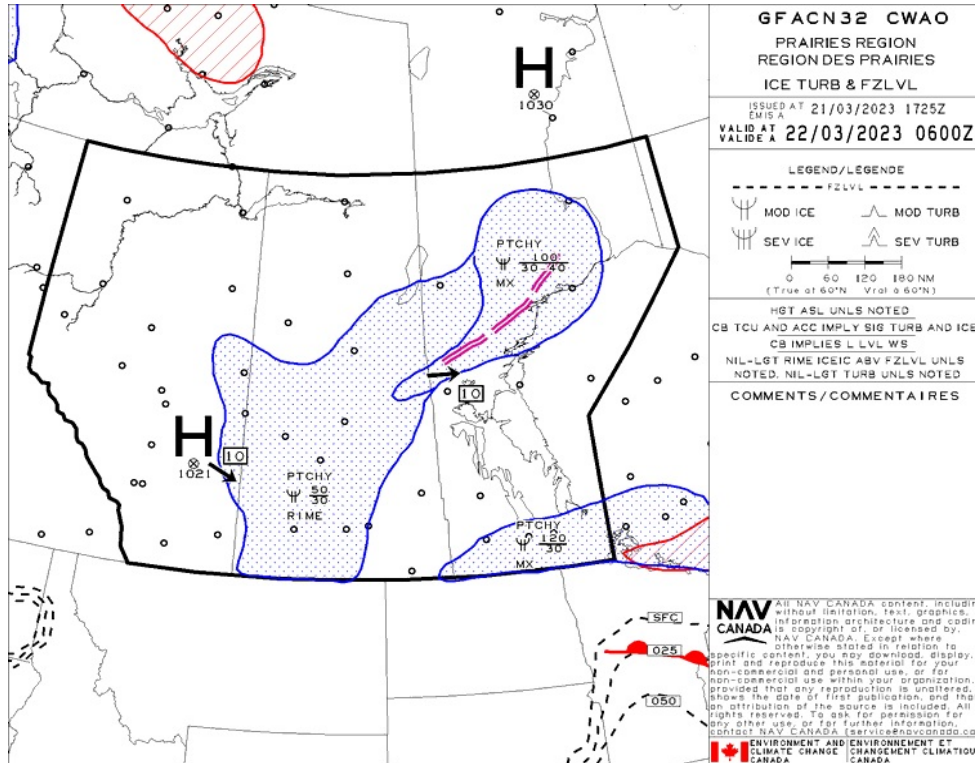 H
1030
PTCHY
100
30 40
MX
10
H
1021
10
PTCHY
50
30
RIME
PTCHY
120
30
MX
SFC
025
050
GFACN32 CWAO
PRAIRIES REGION
REGION DES PRAIRIES
ICE TURB & FZLVL
ISSUED AT
EMIS A
21/03/2023 1725Z
VALID AT
VALIDE A
22/03/2023 0600Z
LEGEND/LEGENDE
FZLVL
MOD ICE MOD TURB
SEV ICE SEV TURB
0 60 120 180 NM
(True at 60°N Vrai à 60°N)
HGT ASL UNLS NOTED
CB TCU AND ACC IMPLY SIG TURB AND ICE
CB IMPLIES L LVL WS
NIL-LGT RIME ICEIC ABV FZLVL UNLS
NOTED. NIL-LGT TURB UNLS NOTED
COMMENTS/COMMENTAIRES
NAV
CANADA
All NAV CANADA content, includin
without limitation, text, graphics,
information architecture and codin
is copyright of, or licensed by,
NAV CANADA. Except where
otherwise stated in relation to
specific content, you may download, display,
print and reproduce this material for your
non-commercial and personal use, or for
non-commercial use within your organization,
provided that any reproduction is unaltered,
shows the date of first publication, and tha
an attribution of the source is included. All
rights reserved. To ask for permission for
any other use, or for further information,
contact NAV CANADA (service@navcanada.ca
ENVIRONMENT AND
CLIMATE CHANGE
CANADA
ENVIRONNEMENT ET
CHANGEMENT CLIMATIQU
CANADA